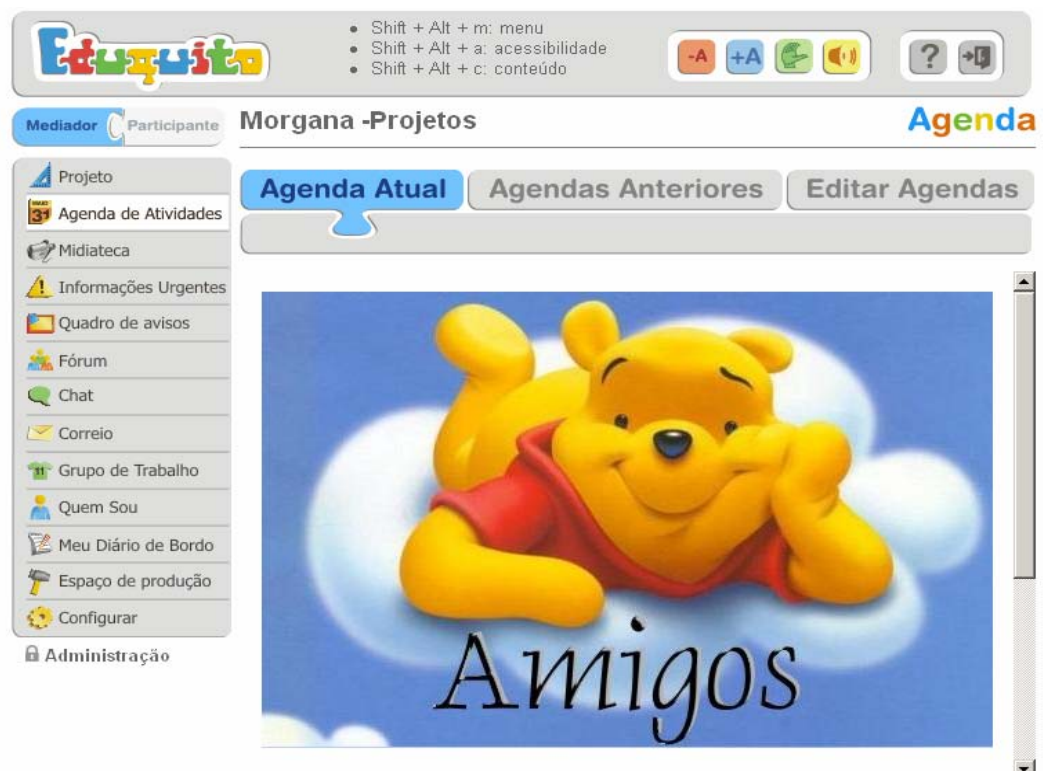 Eduquito
Shift + Alt + m: menu
Shift + Alt + a: acessibilidade
Shift + Alt + c: conteúdo
-A +A ?
Mediador Participante
Morgana -Projetos
Agenda
Projeto
31 Agenda de Atividades
Midiateca
Informações Urgentes
Quadro de avisos
Fórum
Chat
Correio
11 Grupo de Trabalho
Quem Sou
Meu Diário de Bordo
Espaço de produção
Configurar
Administração
Agenda Atual Agendas Anteriores Editar Agendas
Amigos